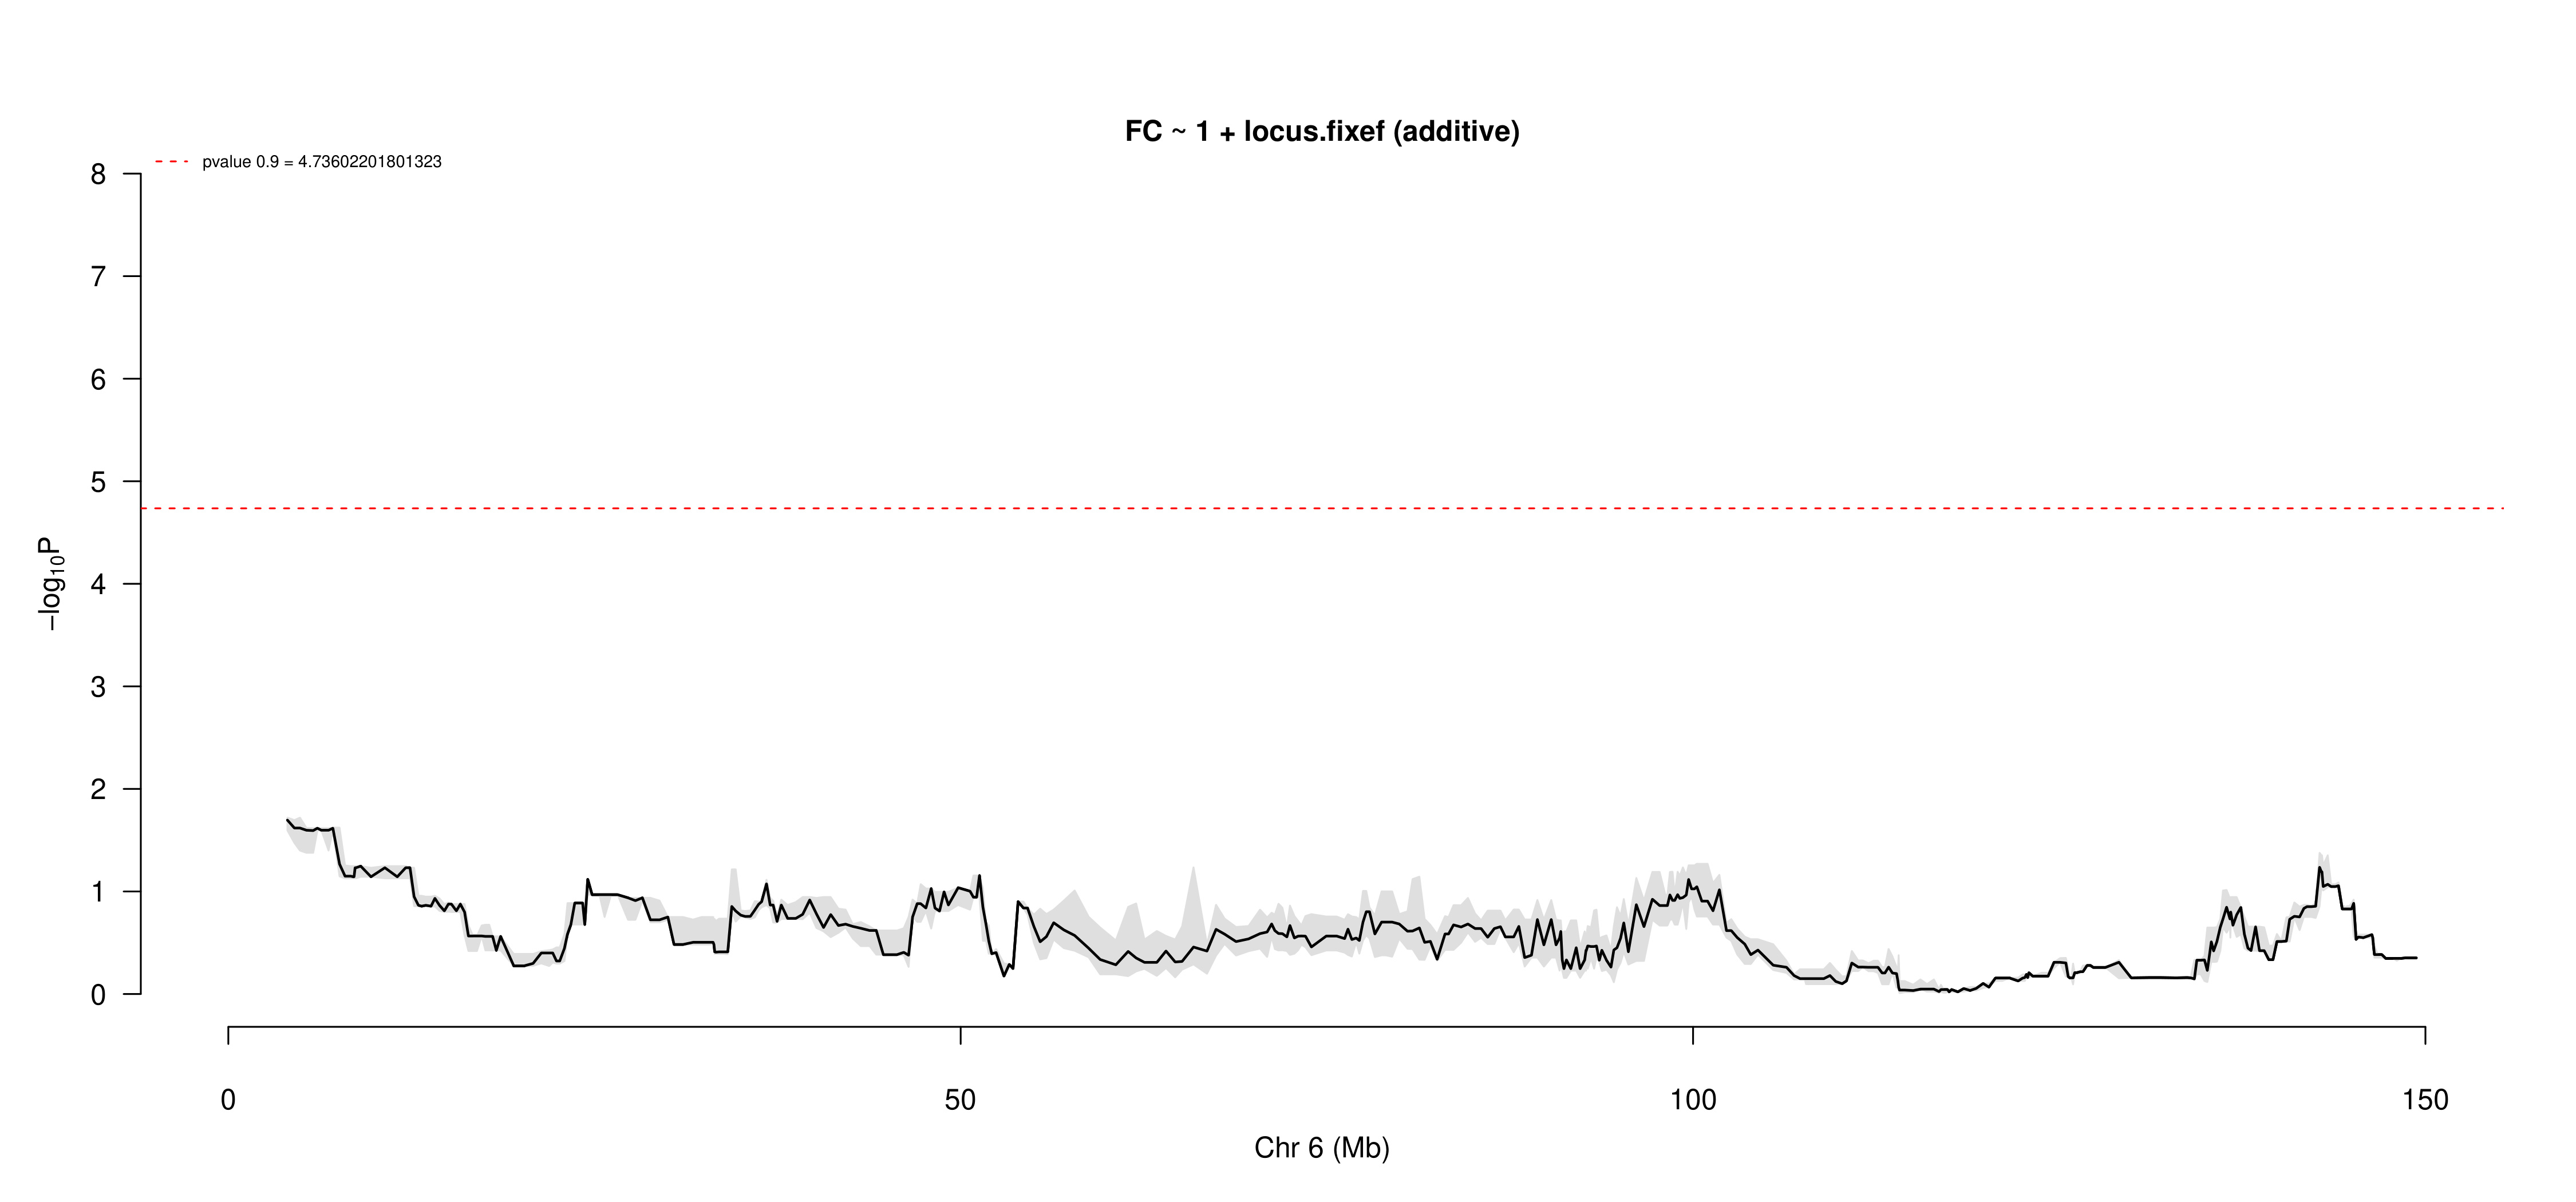 FC ~ 1 + locus.fixef (additive)
pvalue 0.9 = 4.73602201801323
8
7
6
5
4
3
2
1
0
−log10P
0 50 100 150
Chr 6 (Mb)